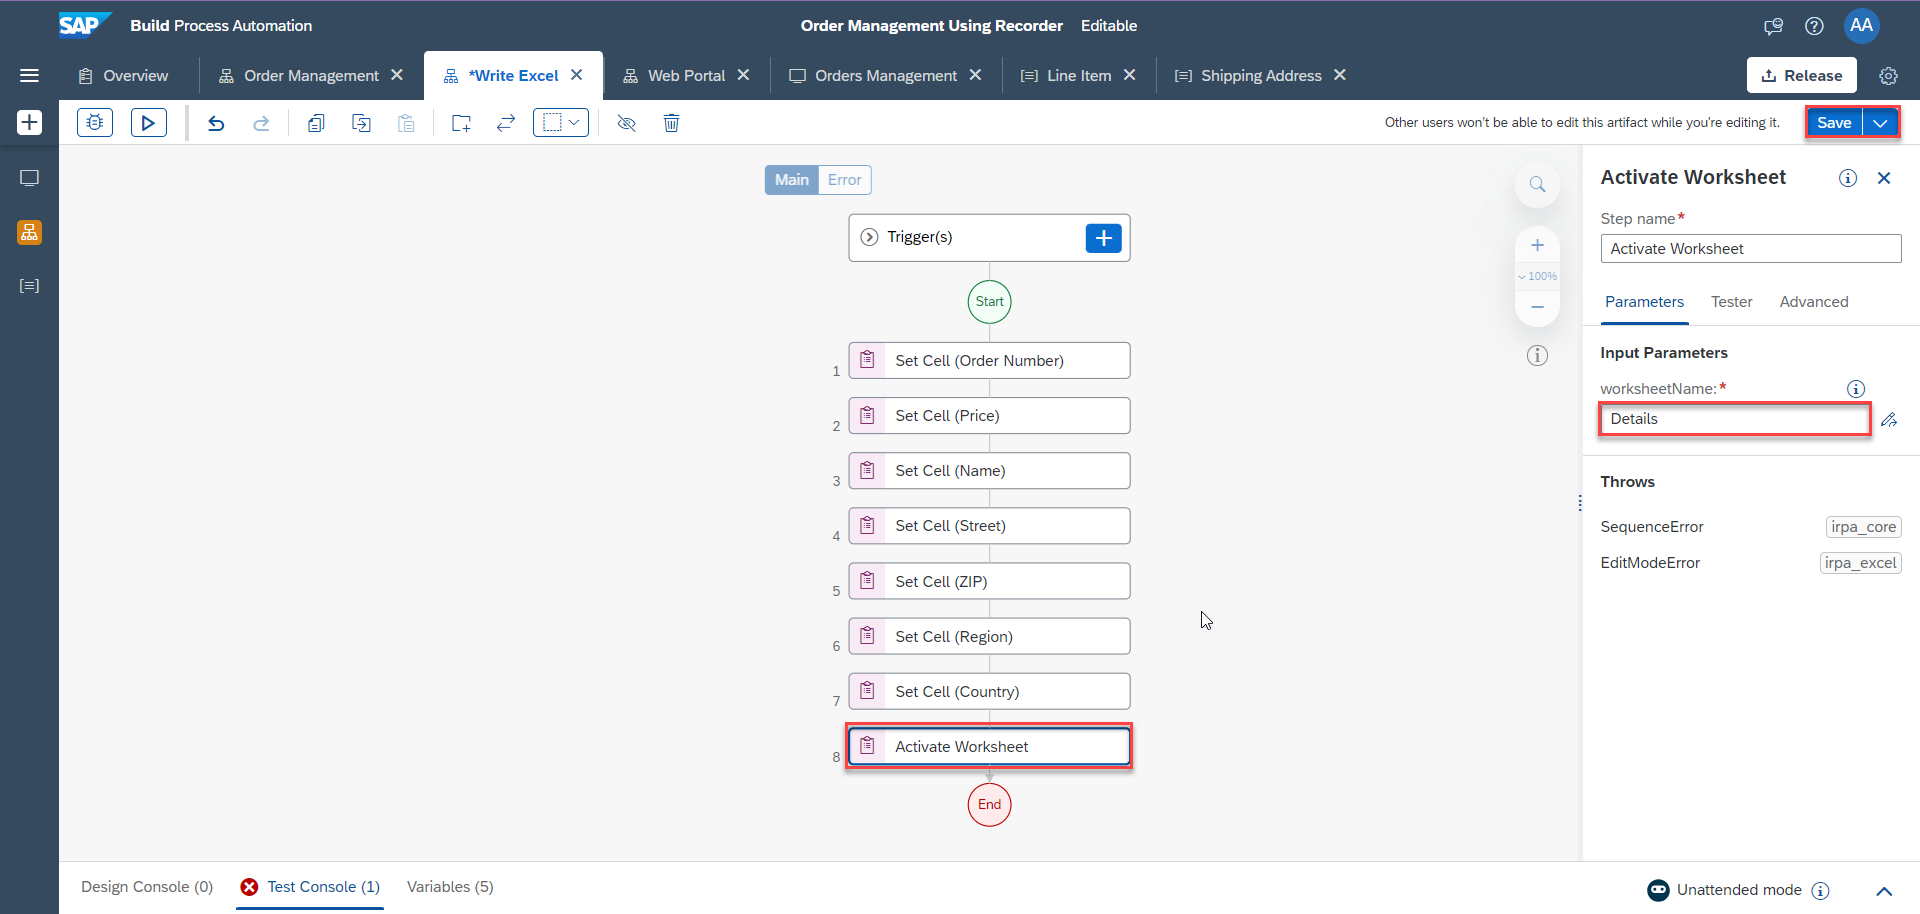 SAP Build Process Automation
Order Management Using Recorder Editable
AA
Overview
Order Management
*Write Excel
Web Portal
Orders Management
Line Item
Shipping Address
Release
Other users won't be able to edit this artifact while you're editing it.
Save
Main
Error
Trigger(s)
Start
1 Set Cell (Order Number)
2 Set Cell (Price)
3 Set Cell (Name)
4 Set Cell (Street)
5 Set Cell (ZIP)
6 Set Cell (Region)
7 Set Cell (Country)
8 Activate Worksheet
End
100%
Activate Worksheet
Step name*
Activate Worksheet
Parameters
Tester
Advanced
Input Parameters
worksheetName:*
Details
Throws
SequenceError irpa_core
EditModeError irpa_excel
Design Console (0)
Test Console (1)
Variables (5)
Unattended mode